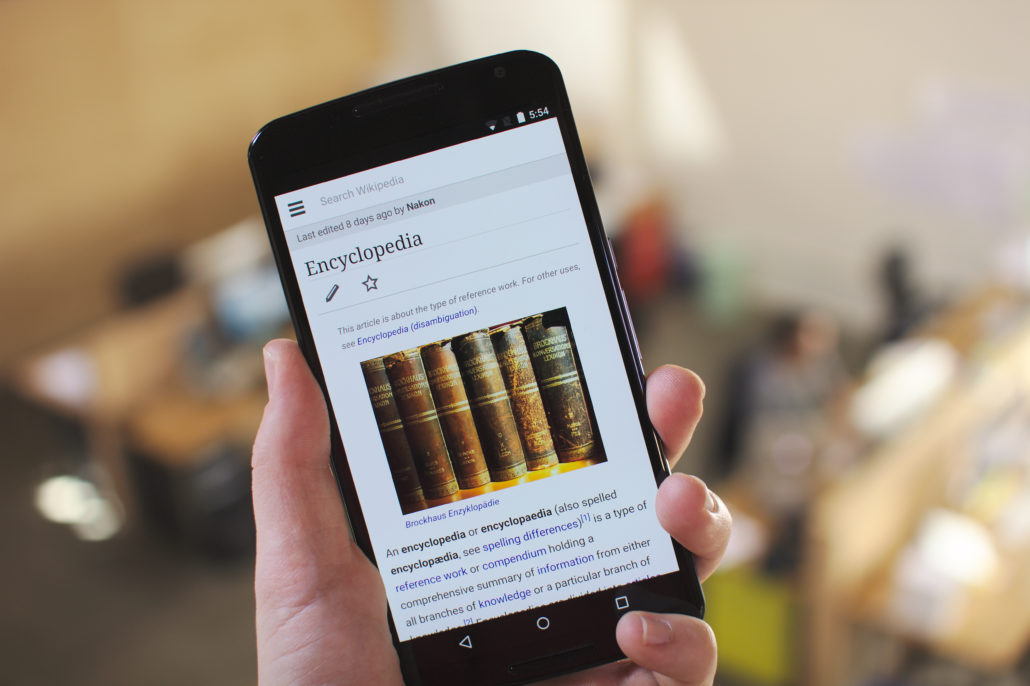 5:54
Search Wikipedia
Last edited 8 days ago by Nakon
Encyclopedia
This article is about the type of reference work. For other uses,
see Encyclopedia (disambiguation).
BROCKHAUS
KONVERSATIONS
LEXIKON
Brockhaus Enzyklopädie
An encyclopedia or encyclopaedia (also spelled
encyclopædia, see spelling differences)[1] is a type of
reference work or compendium holding a
comprehensive summary of information from either
all branches of knowledge or a particular branch of
[2]